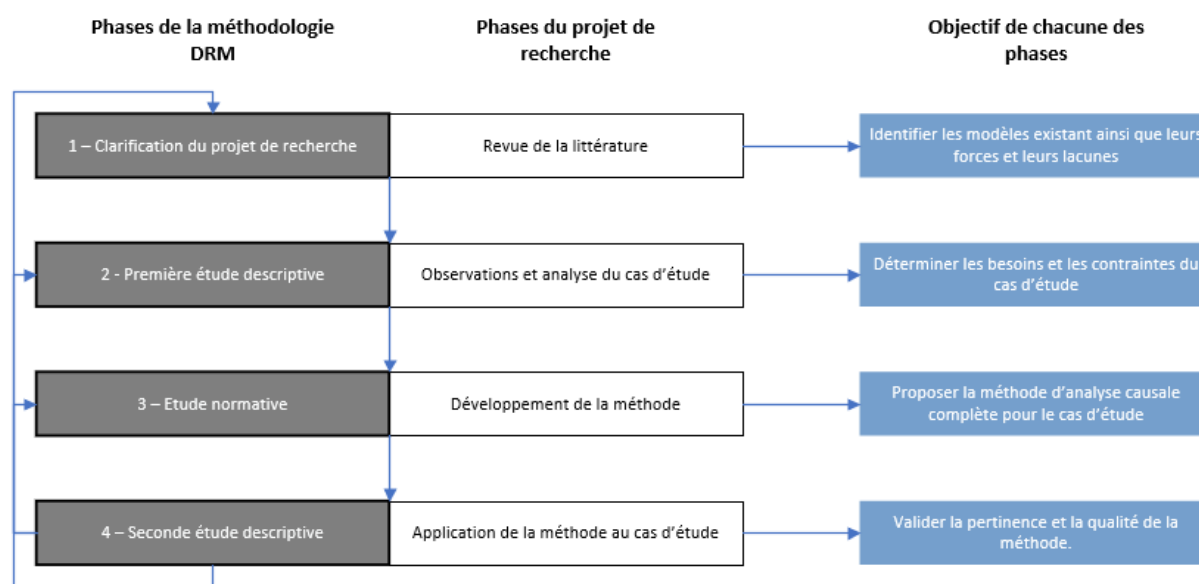 Phases de la méthodologie
DRM
Phases du projet de
recherche
Objectif de chacune des
phases
1 – Clarification du projet de recherche
Revue de la littérature
Identifier les modèles existant ainsi que leurs
forces et leurs lacunes
2 - Première étude descriptive
Observations et analyse du cas d'étude
Déterminer les besoins et les contraintes du
cas d'étude
3 – Etude normative
Développement de la méthode
Proposer la méthode d'analyse causale
complète pour le cas d'étude
4 – Seconde étude descriptive
Application de la méthode au cas d'étude
Valider la pertinence et la qualité de la
méthode.